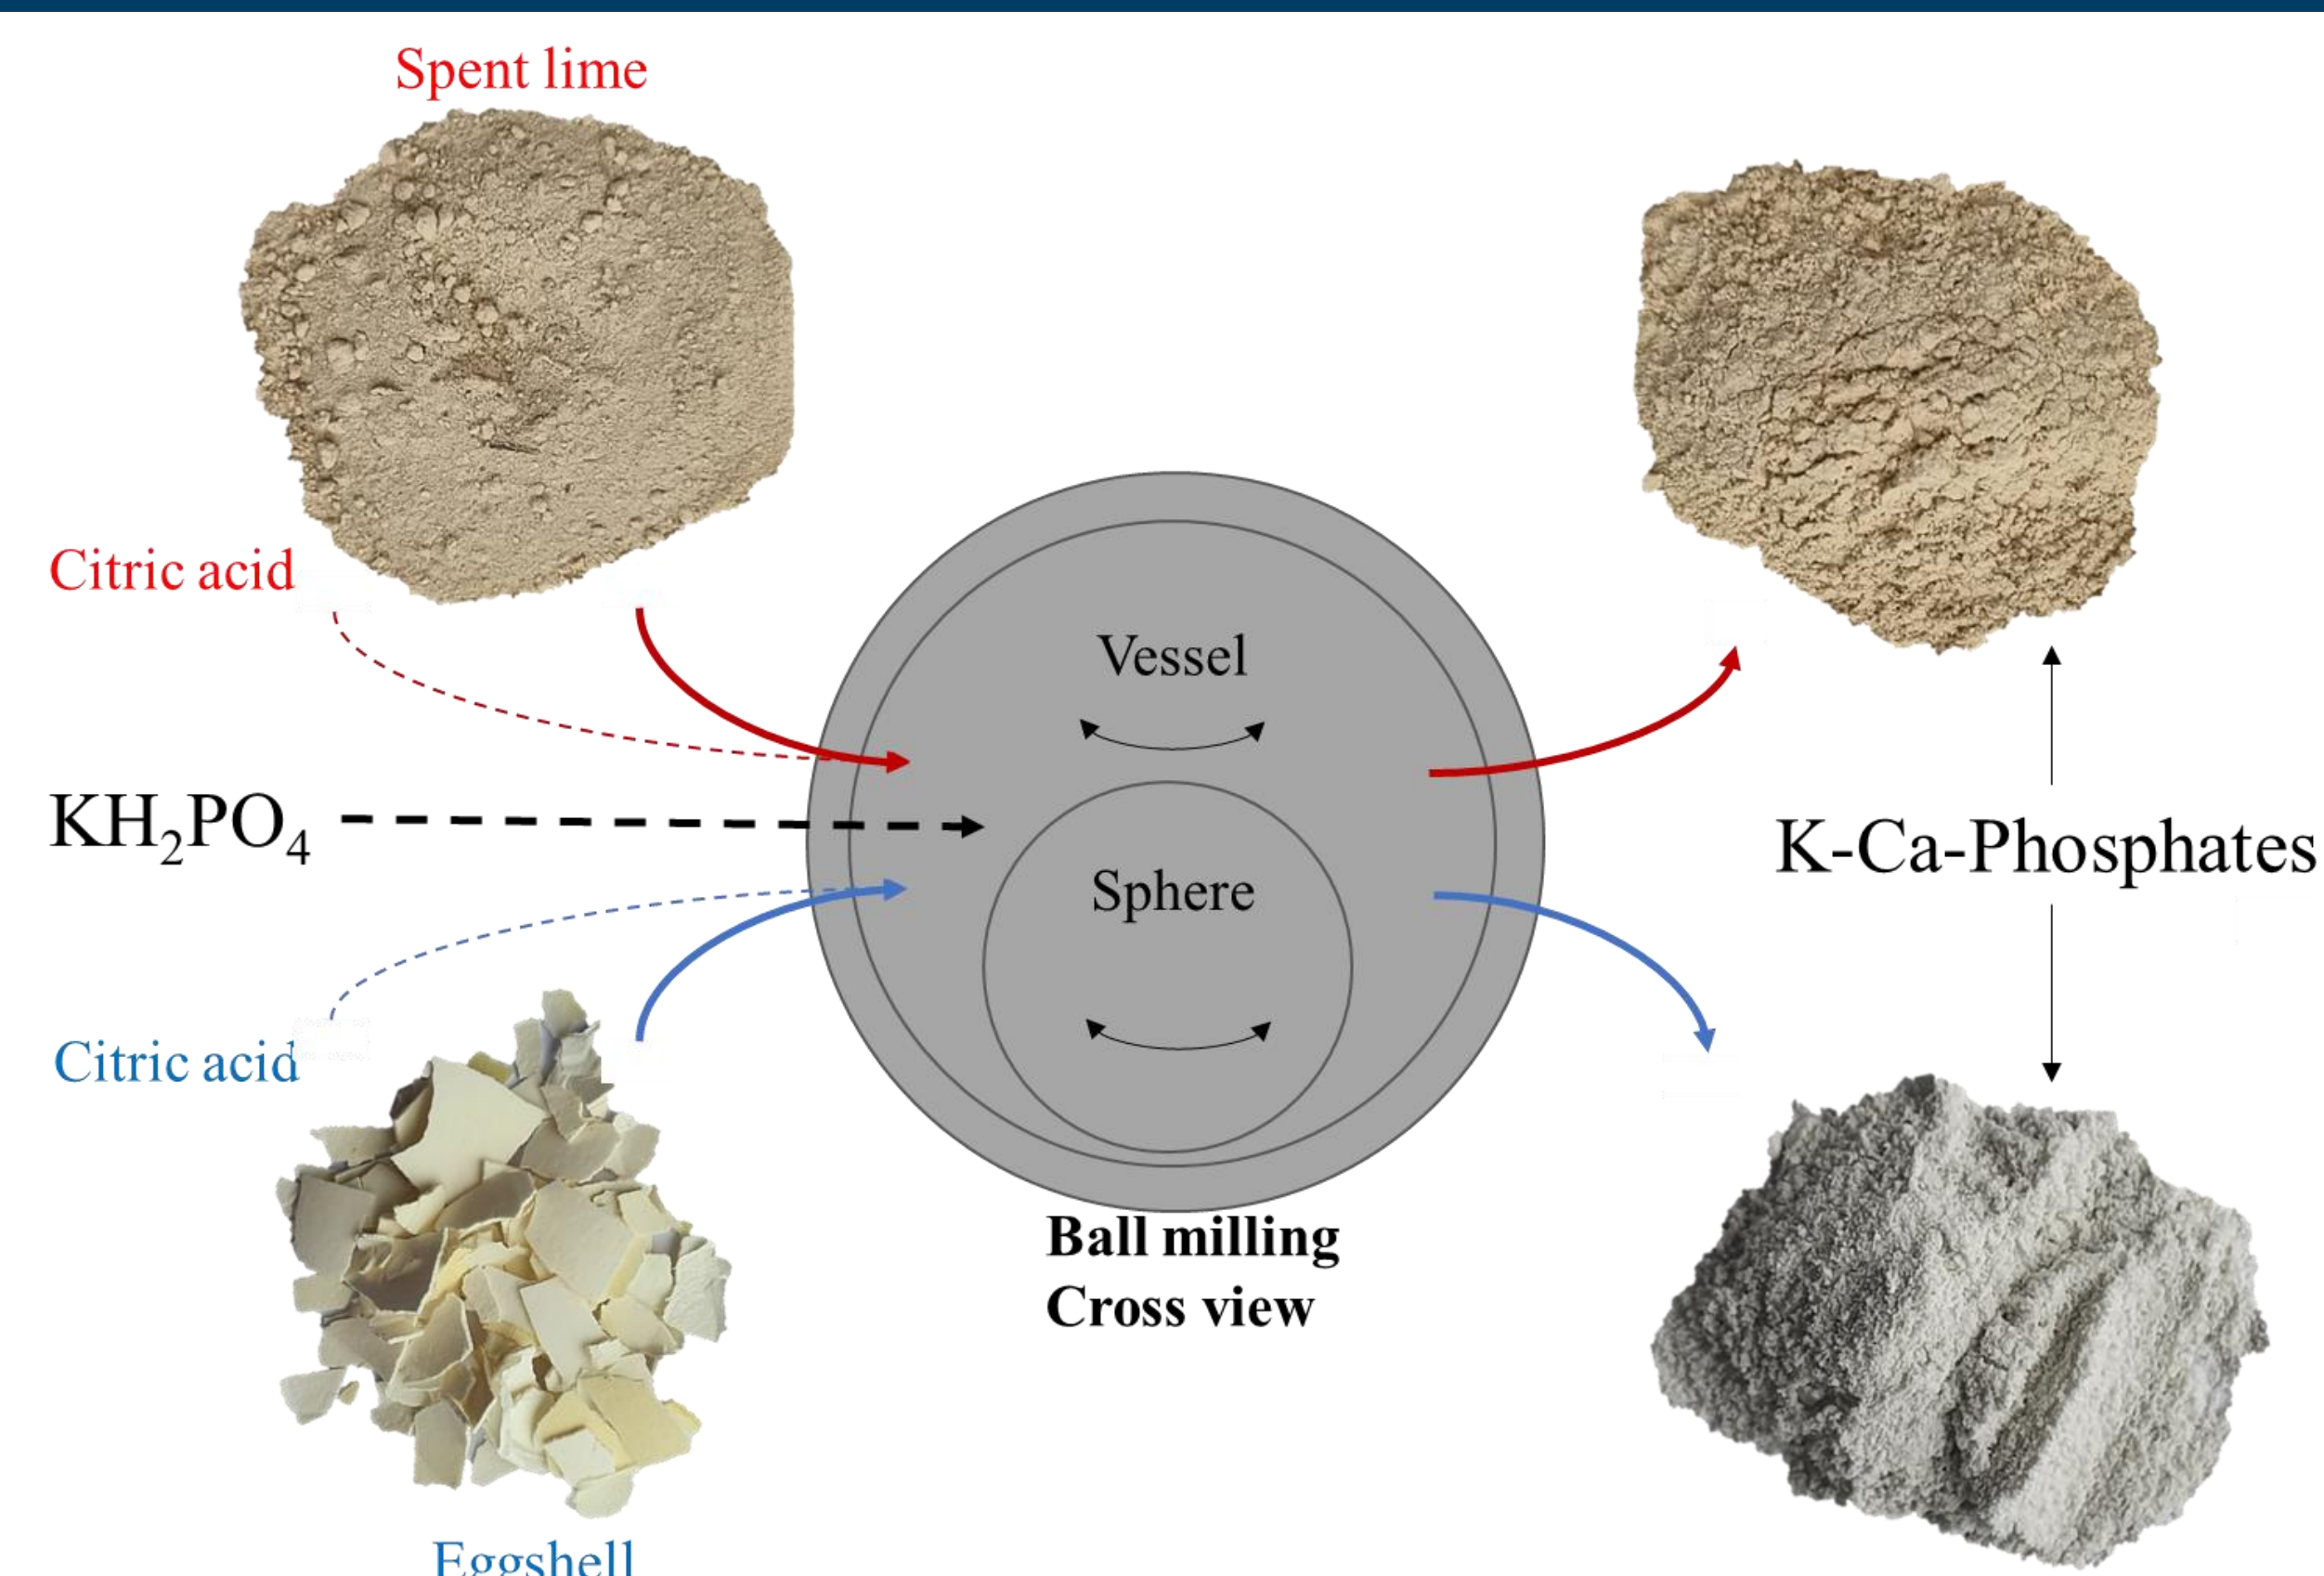 Spent lime
Citric acid
Vessel
KH₂PO₄
Sphere
K-Ca-Phosphates
Citric acid
Ball milling
Cross view
Eggshell